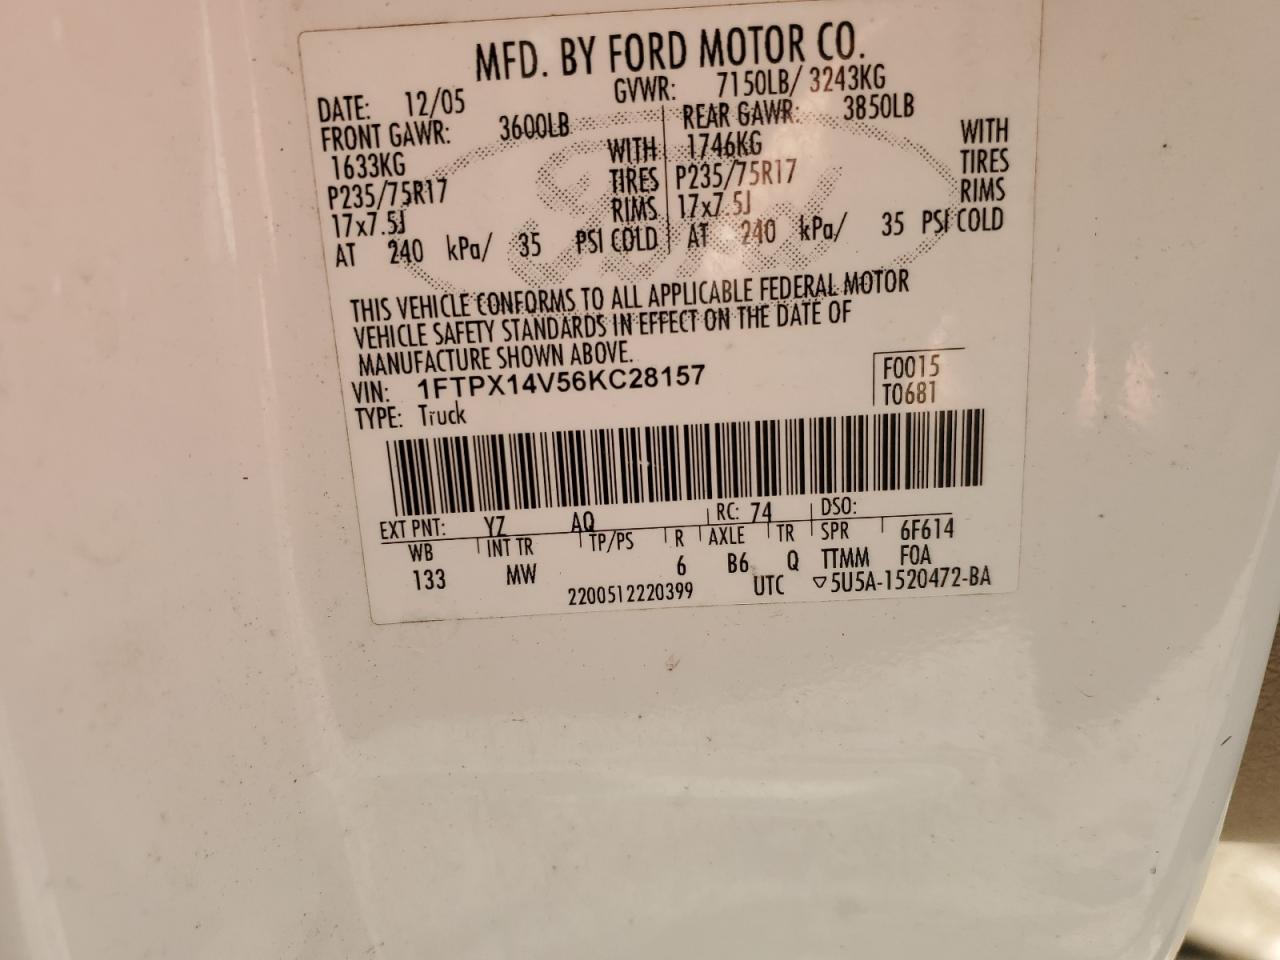 MFD. BY FORD MOTOR CO.
DATE: 12/05 GVWR: 7150LB/ 3243KG
FRONT GAWR: 3600LB REAR GAWR: 3850LB
1633KG WITH 1746KG WITH
P235/75R17 TIRES P235/75R17 TIRES
17x7.5J RIMS 17x7.5J RIMS
AT 240 kPa/ 35 PSI COLD AT 240 kPa/ 35 PSI COLD
THIS VEHICLE CONFORMS TO ALL APPLICABLE FEDERAL MOTOR
VEHICLE SAFETY STANDARDS IN EFFECT ON THE DATE OF
MANUFACTURE SHOWN ABOVE.
VIN: 1FTPX14V56KC28157 F0015
TYPE: Truck T0681
EXT PNT: YZ AQ RC: 74 DSO:
WB INT TR TP/PS R AXLE TR SPR 6F614
133 MW 6 B6 Q TTMM F0A
2200512220399 UTC ▽5U5A-1520472-BA
Ford